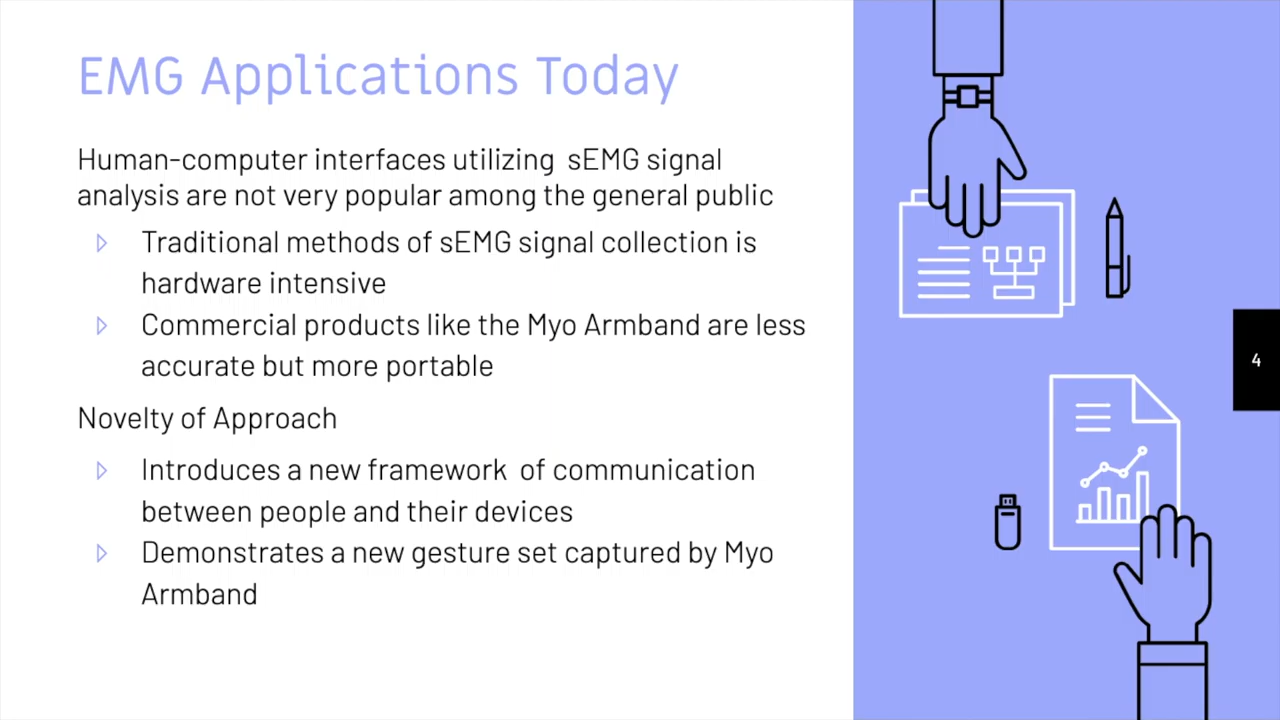 EMG Applications Today
Human-computer interfaces utilizing sEMG signal
analysis are not very popular among the general public
Traditional methods of sEMG signal collection is
hardware intensive
Commercial products like the Myo Armband are less
accurate but more portable
Novelty of Approach
Introduces a new framework of communication
between people and their devices
Demonstrates a new gesture set captured by Myo
Armband
4